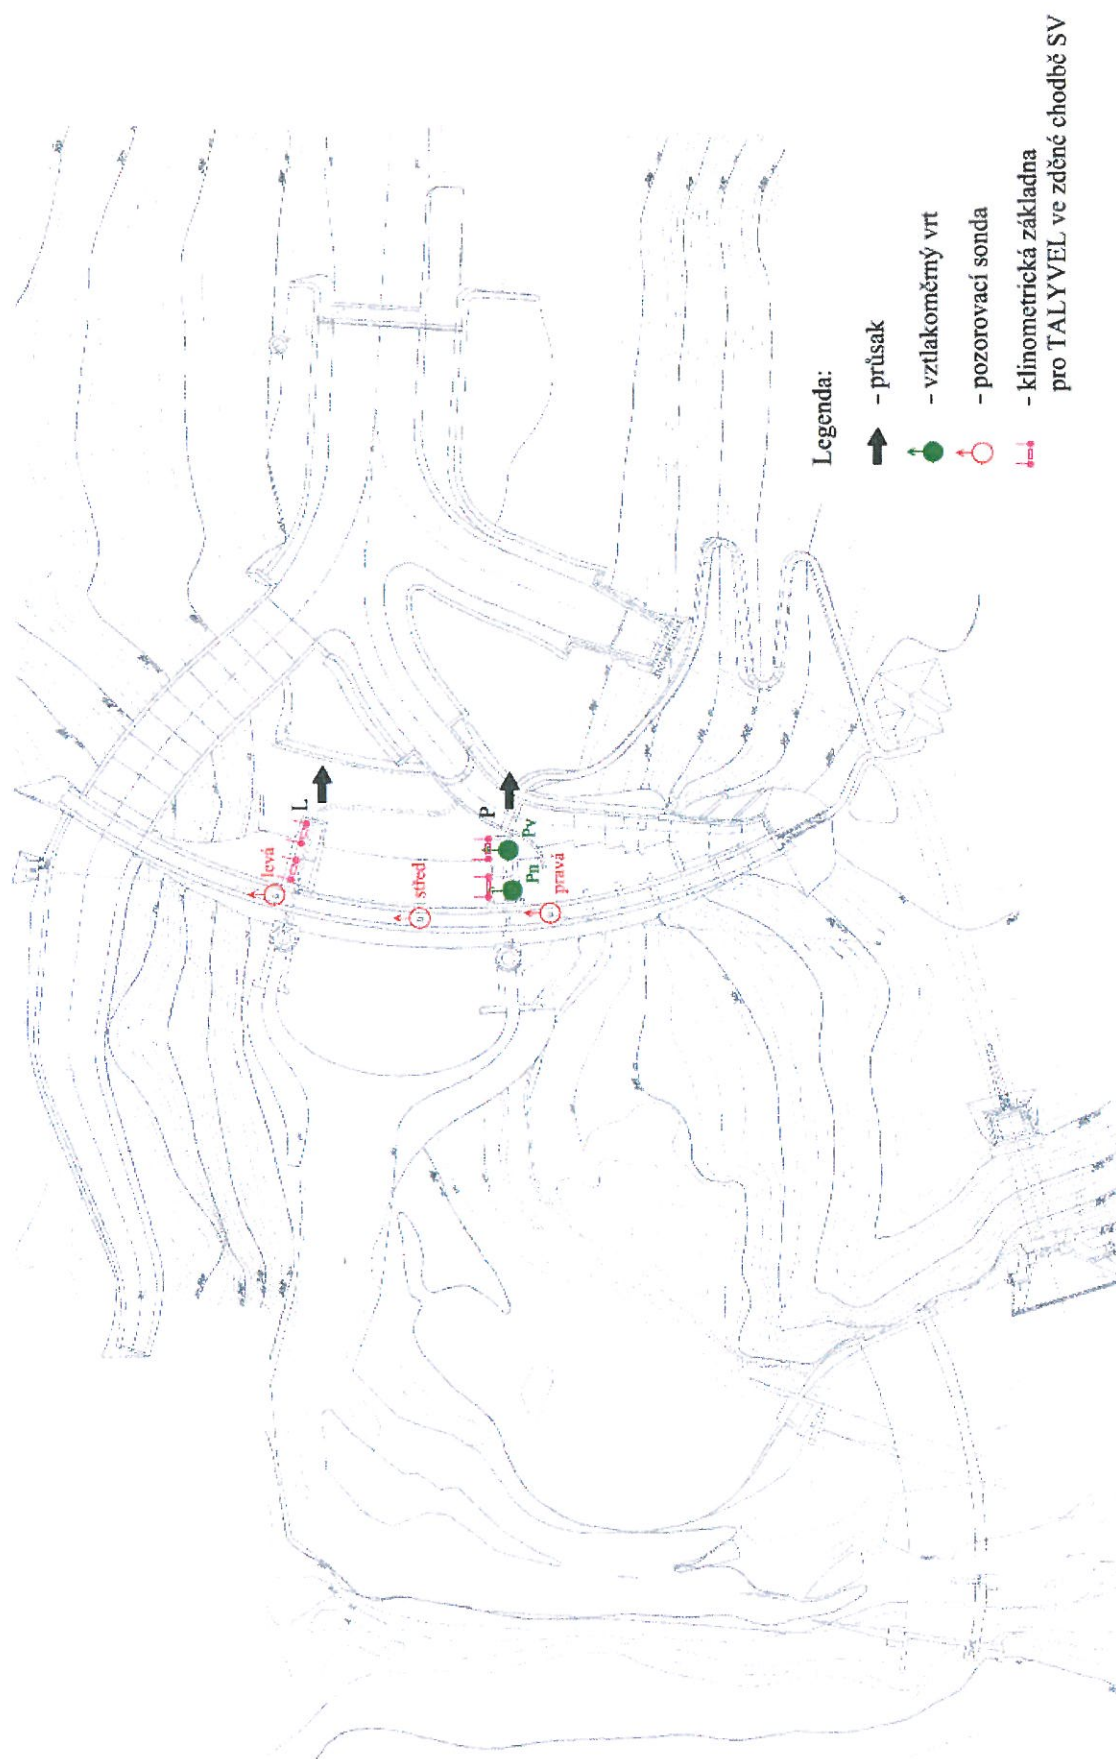 L
levá
střed
P
Pv
Pn
pravá
Legenda:
– průsak
– vztlakoměrný vrt
– pozorovací sonda
– klinometrická základna
pro TALYVEL ve zděné chodbě SV